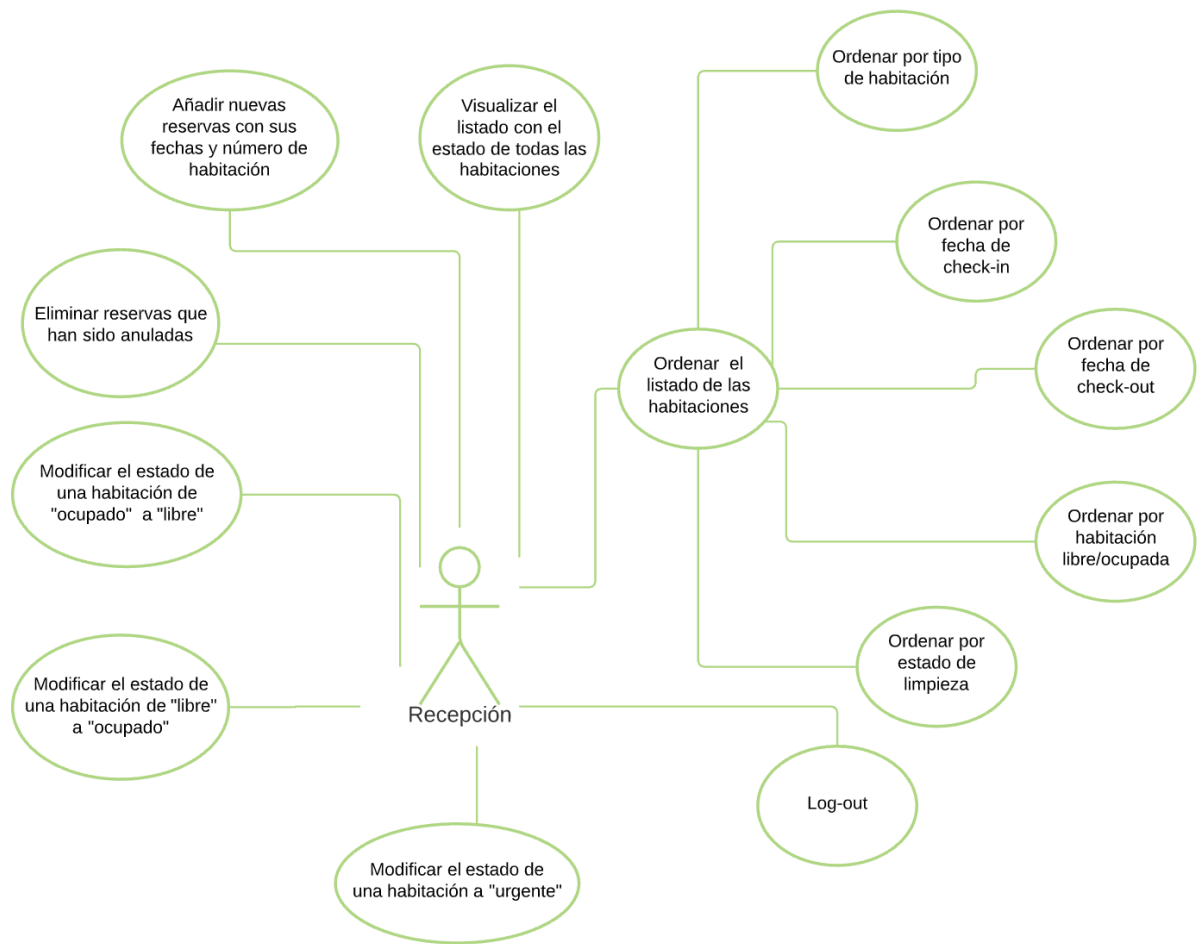 Ordenar por tipo
de habitación
Añadir nuevas
reservas con sus
fechas y número de
habitación
Visualizar el
listado con el
estado de todas las
habitaciones
Ordenar por
fecha de
check-in
Eliminar reservas que
han sido anuladas
Ordenar el
listado de las
habitaciones
Ordenar por
fecha de
check-out
Modificar el estado de
una habitación de
"ocupado" a "libre"
Ordenar por
habitación
libre/ocupada
Ordenar por
estado de
limpieza
Modificar el estado de
una habitación de "libre"
a "ocupado"
Recepción
Log-out
Modificar el estado de
una habitación a "urgente"